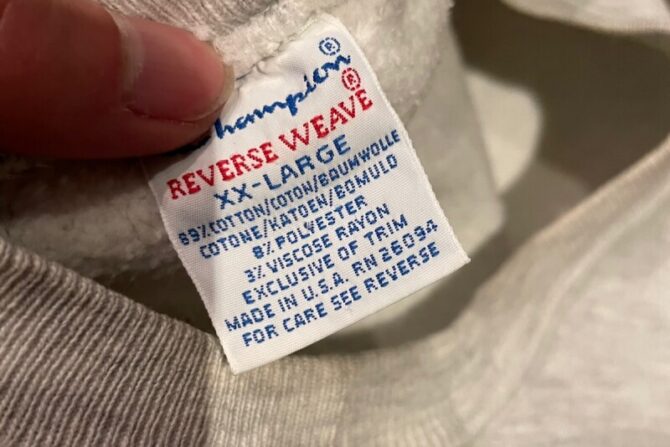 Champion®
REVERSE WEAVE®
XX-LARGE
89%COTTON/COTON/BAUMWOLLE
COTONE/KATOEN/BOMULD
8% POLYESTER
3% VISCOSE RAYON
EXCLUSIVE OF TRIM
MADE IN U.S.A. RN 26094
FOR CARE SEE REVERSE